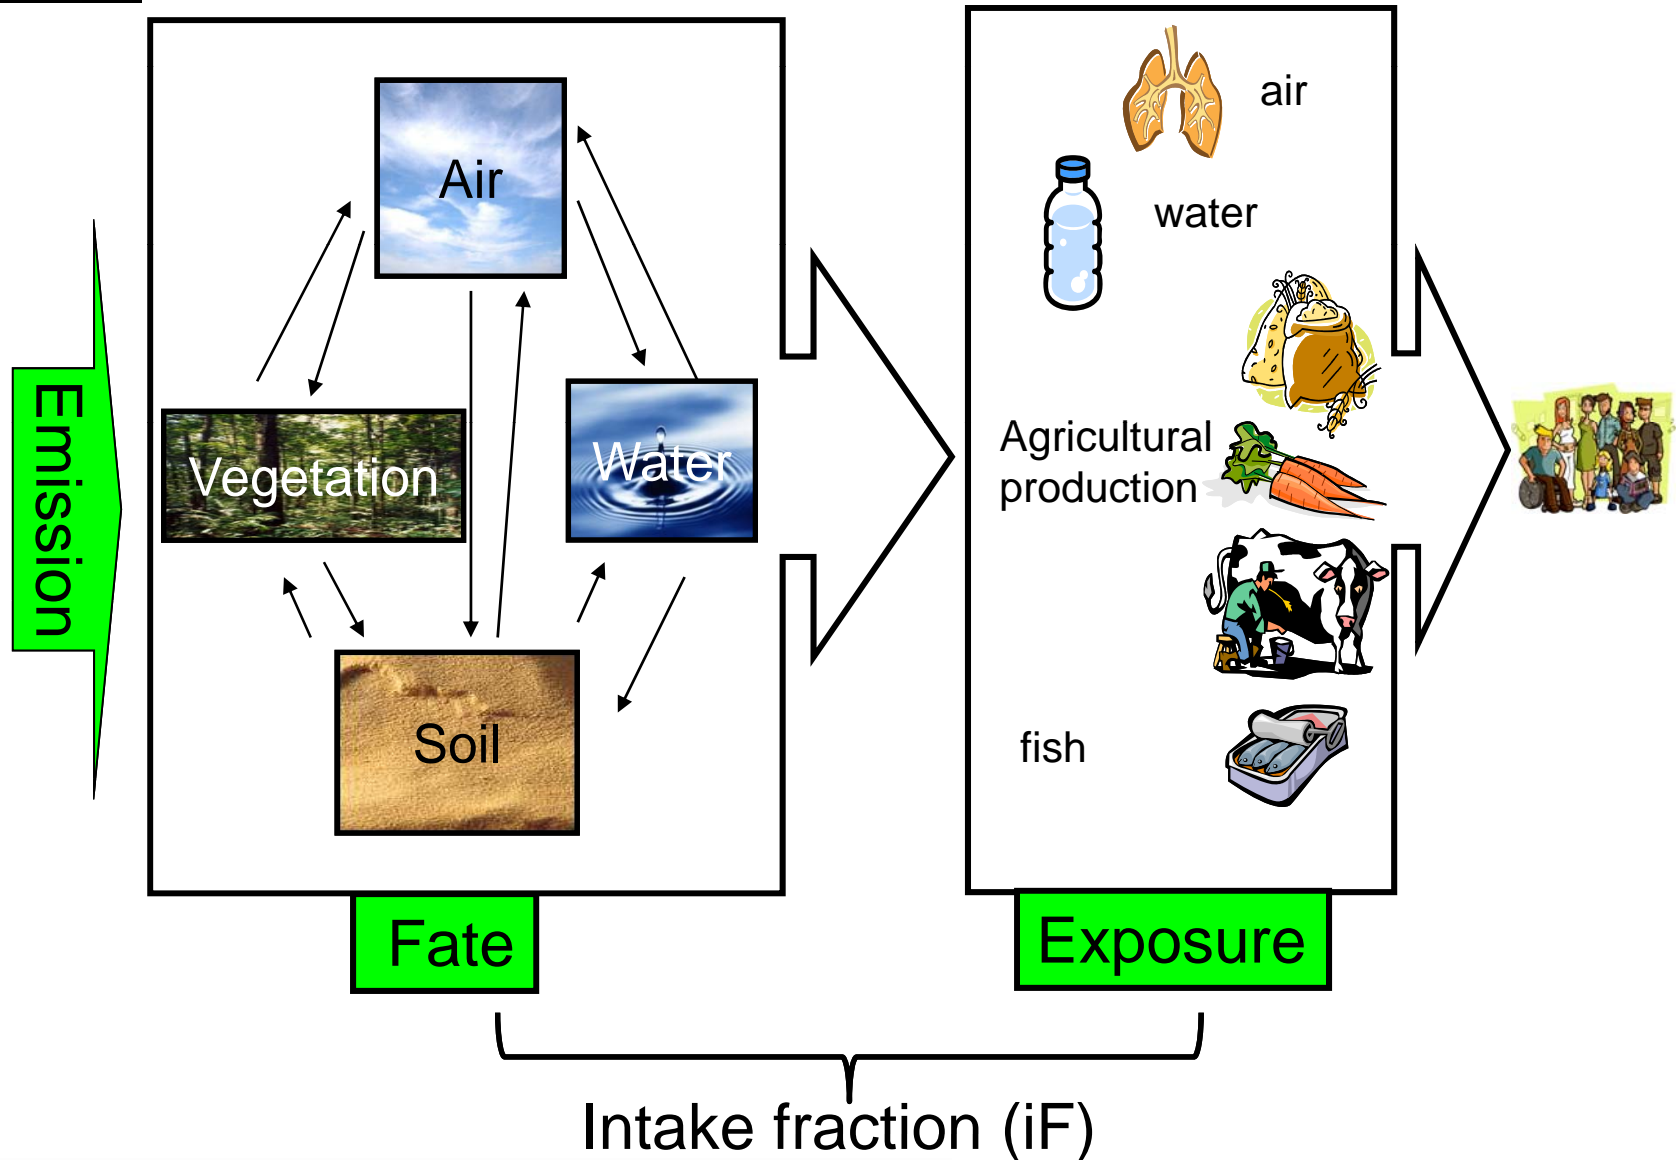 Emission
Air
Vegetation
Water
Soil
Fate
air
water
Agricultural
production
fish
Exposure
Intake fraction (iF)